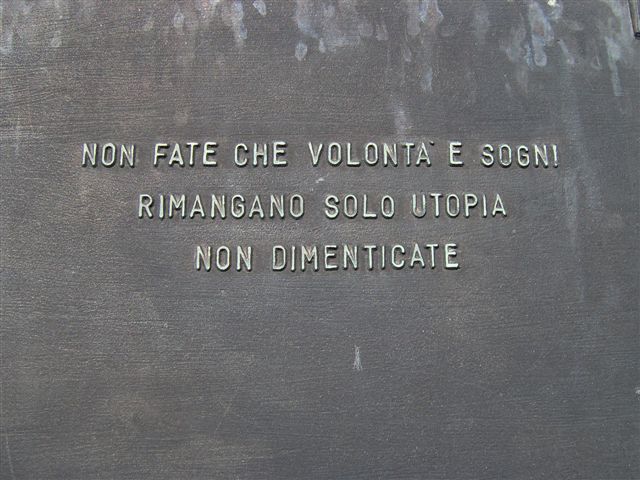 NON FATE CHE VOLONTA' E SOGNI
RIMANGANO SOLO UTOPIA
NON DIMENTICATE